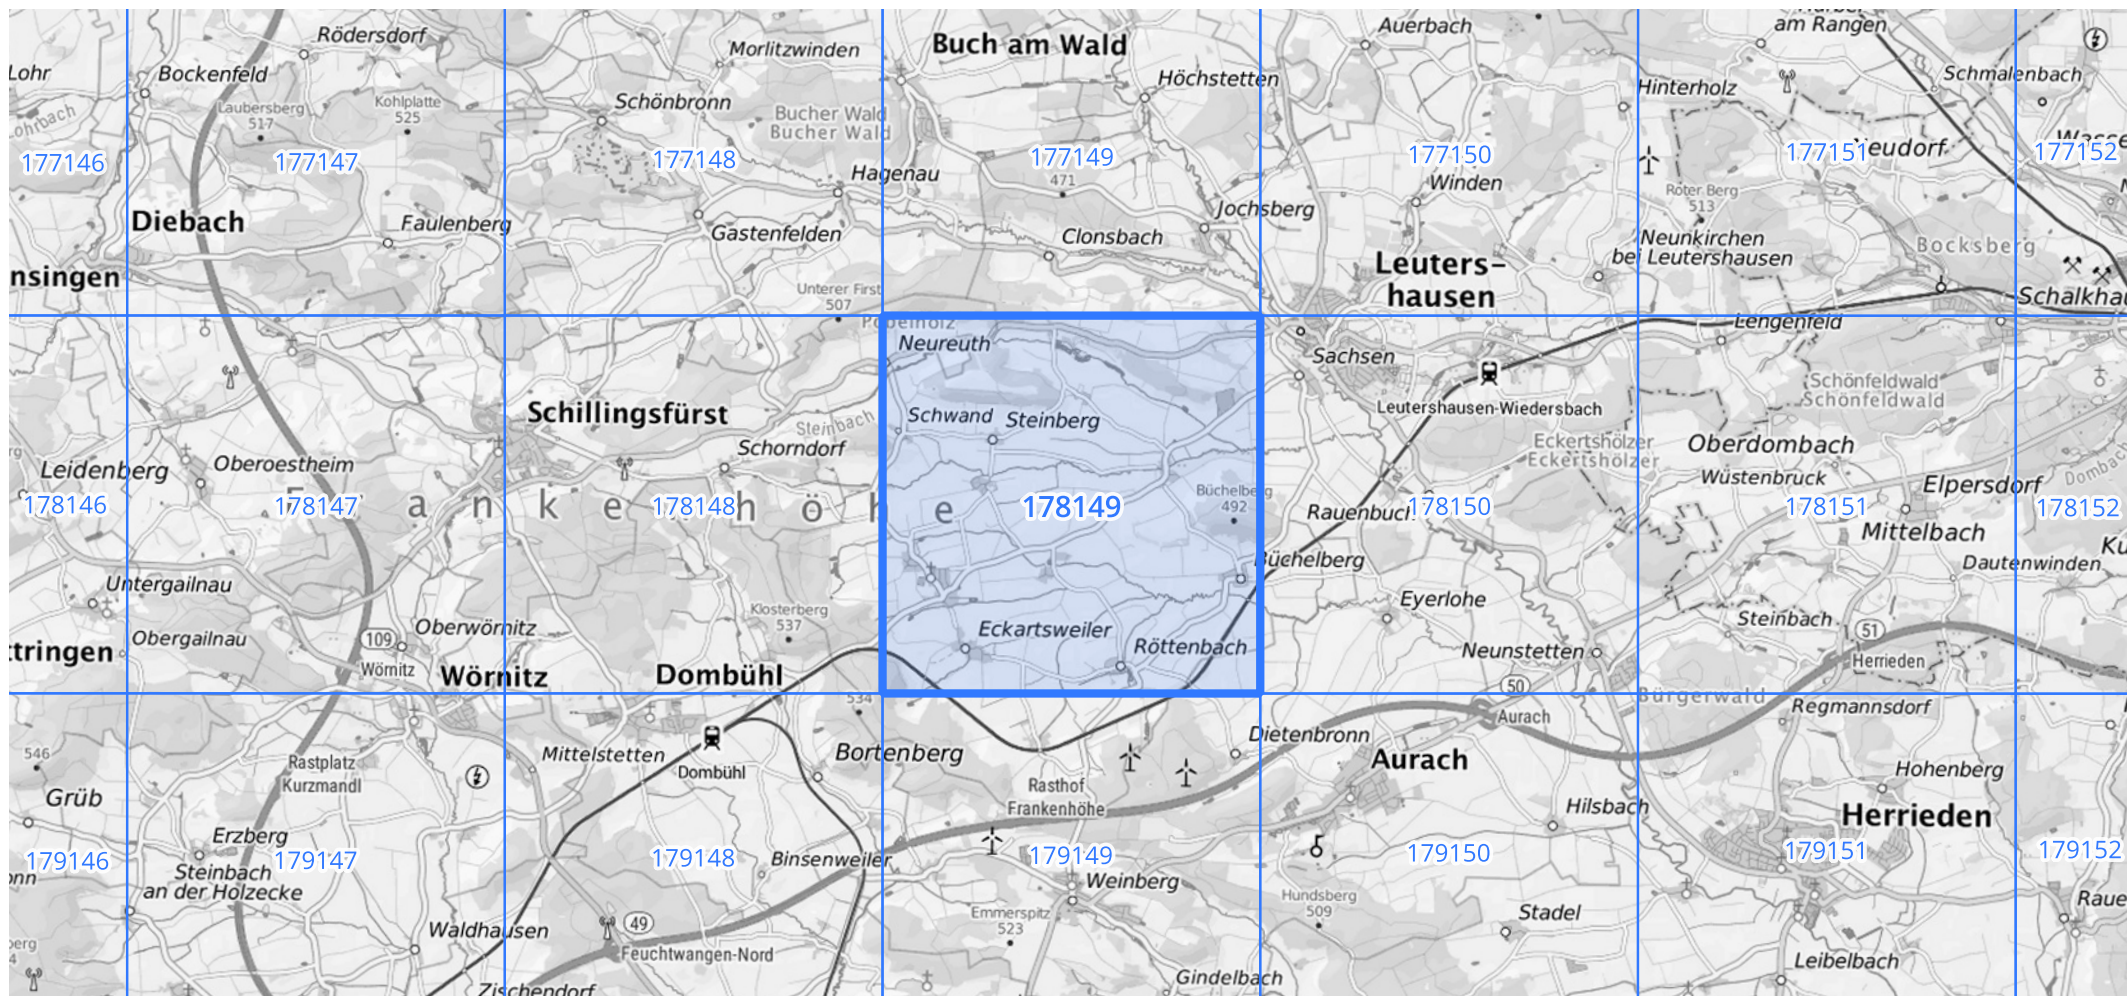 Rödersdorf
Morlitzwinden
Buch am Wald
Auerbach
am Rangen
Lohr
Bockenfeld
Höchstetten
Hinterholz
Schmalenbach
Laubersberg
517
Kohlplatte
525
Schönbronn
Bucher Wald
Bucher Wald
177146
177147
177148
177149
177150
177151
177152
Hagenau
471
Winden
Roter Berg
513
Diebach
Faulenberg
Gastenfelden
Jochsberg
Clonsbach
Neunkirchen
bei Leutershausen
Bocksberg
nsingen
Unterer First
507
Leuters-
hausen
Schalkhau
Neureuth
Sachsen
Lengenfeld
Schillingsfürst
Steinbach
Schorndorf
Schwand
Steinberg
Leutershausen-Wiedersbach
Schönfeldwald
Schönfeldwald
Eckertshölzer
Eckertshölzer
Oberdombach
Wüstenbruck
Elpersdorf
Dombach
Leidenberg
Oberoestheim
178146
178147
a n k e
178148
h ö h e
178149
Büchelberg
492
Rauenbuch
178150
178151
178152
Mittelbach
Dautenwinden
Büchelberg
Untergailnau
Klosterberg
537
Eyerlohe
Steinbach
Obergailnau
109
Oberwörnitz
Eckartsweiler
Röttenbach
Neunstetten
51
Herrieden
ttringen
Wörnitz
Wörnitz
Dombühl
50
Bürgerwald
534
Aurach
Regmannsdorf
546
Rastplatz
Kurzmandl
Mittelstetten
Dombühl
Bortenberg
Dietenbronn
Aurach
Hohenberg
Grüb
Rasthof
Frankenhöhe
Hilsbach
Herrieden
Erzberg
179146
179147
179148
Binsenweiler
179149
179150
179151
179152
Steinbach
an der Holzecke
Weinberg
Hundsberg
509
Emmerspitz
523
Stadel
Raue
Waldhausen
49
Feuchtwangen-Nord
Leibelbach
Zischendorf
Gindelbach